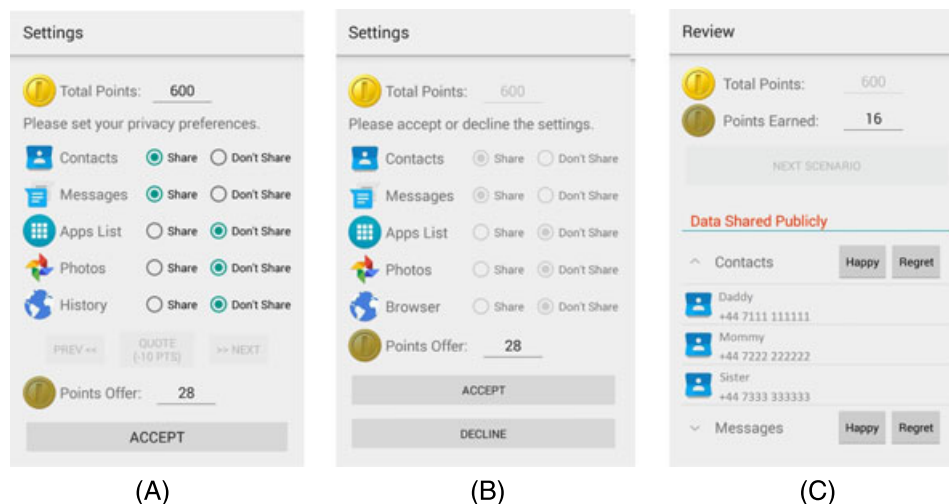 Settings
Total Points: 600
Please set your privacy preferences.
Contacts Share Don't Share
Messages Share Don't Share
Apps List Share Don't Share
Photos Share Don't Share
History Share Don't Share
PREV << QUOTE (-10 PTS) >> NEXT
Points Offer: 28
ACCEPT
(A)
Settings
Total Points: 600
Please accept or decline the settings.
Contacts Share Don't Share
Messages Share Don't Share
Apps List Share Don't Share
Photos Share Don't Share
Browser Share Don't Share
Points Offer: 28
ACCEPT
DECLINE
(B)
Review
Total Points: 600
Points Earned: 16
NEXT SCENARIO
Data Shared Publicly
Contacts Happy Regret
Daddy
+44 7111 111111
Mommy
+44 7222 222222
Sister
+44 7333 333333
Messages Happy Regret
(C)